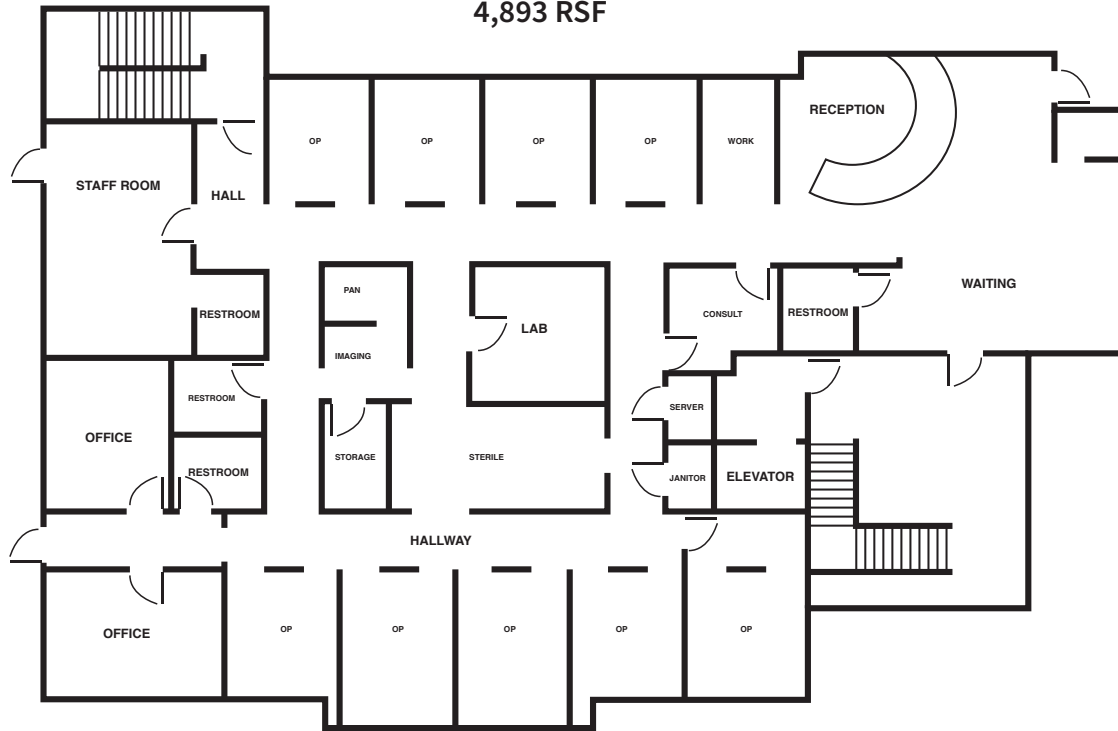 4,893 RSF
RECEPTION
OP
OP
OP
OP
WORK
STAFF ROOM
HALL
WAITING
PAN
RESTROOM
CONSULT
RESTROOM
LAB
IMAGING
RESTROOM
SERVER
OFFICE
STORAGE
STERILE
RESTROOM
JANITOR
ELEVATOR
HALLWAY
OFFICE
OP
OP
OP
OP
OP